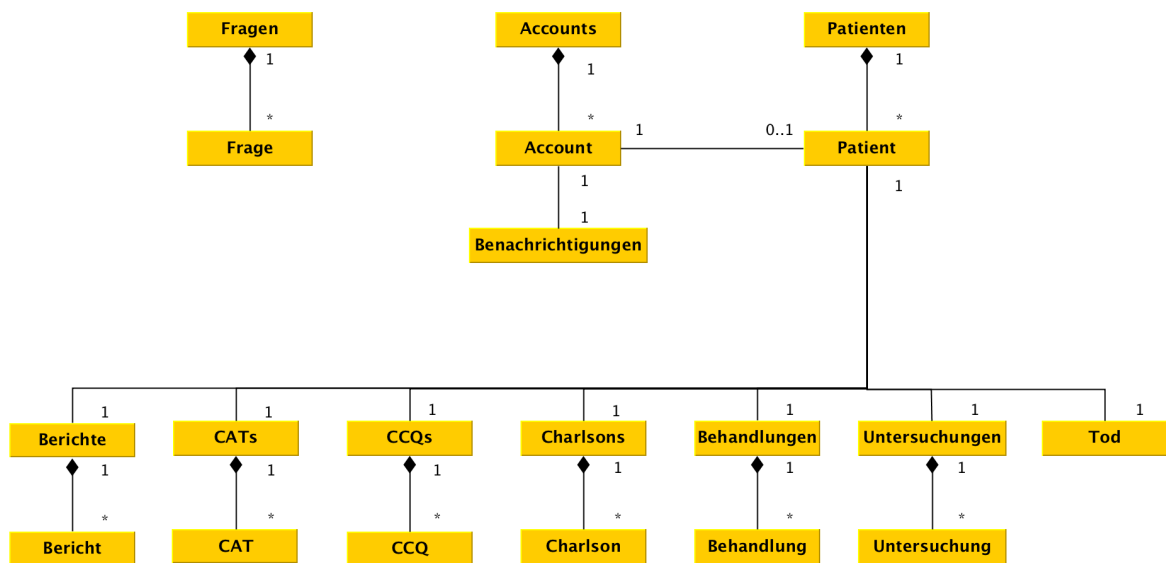 Fragen
Accounts
Patienten
1
1
1
*
*
*
Frage
Account
Patient
1
0..1
1
1
1
Benachrichtigungen
1
1
1
1
1
1
1
Berichte
CATs
CCQs
Charlsons
Behandlungen
Untersuchungen
Tod
1
1
1
1
1
1
*
*
*
*
*
*
Bericht
CAT
CCQ
Charlson
Behandlung
Untersuchung